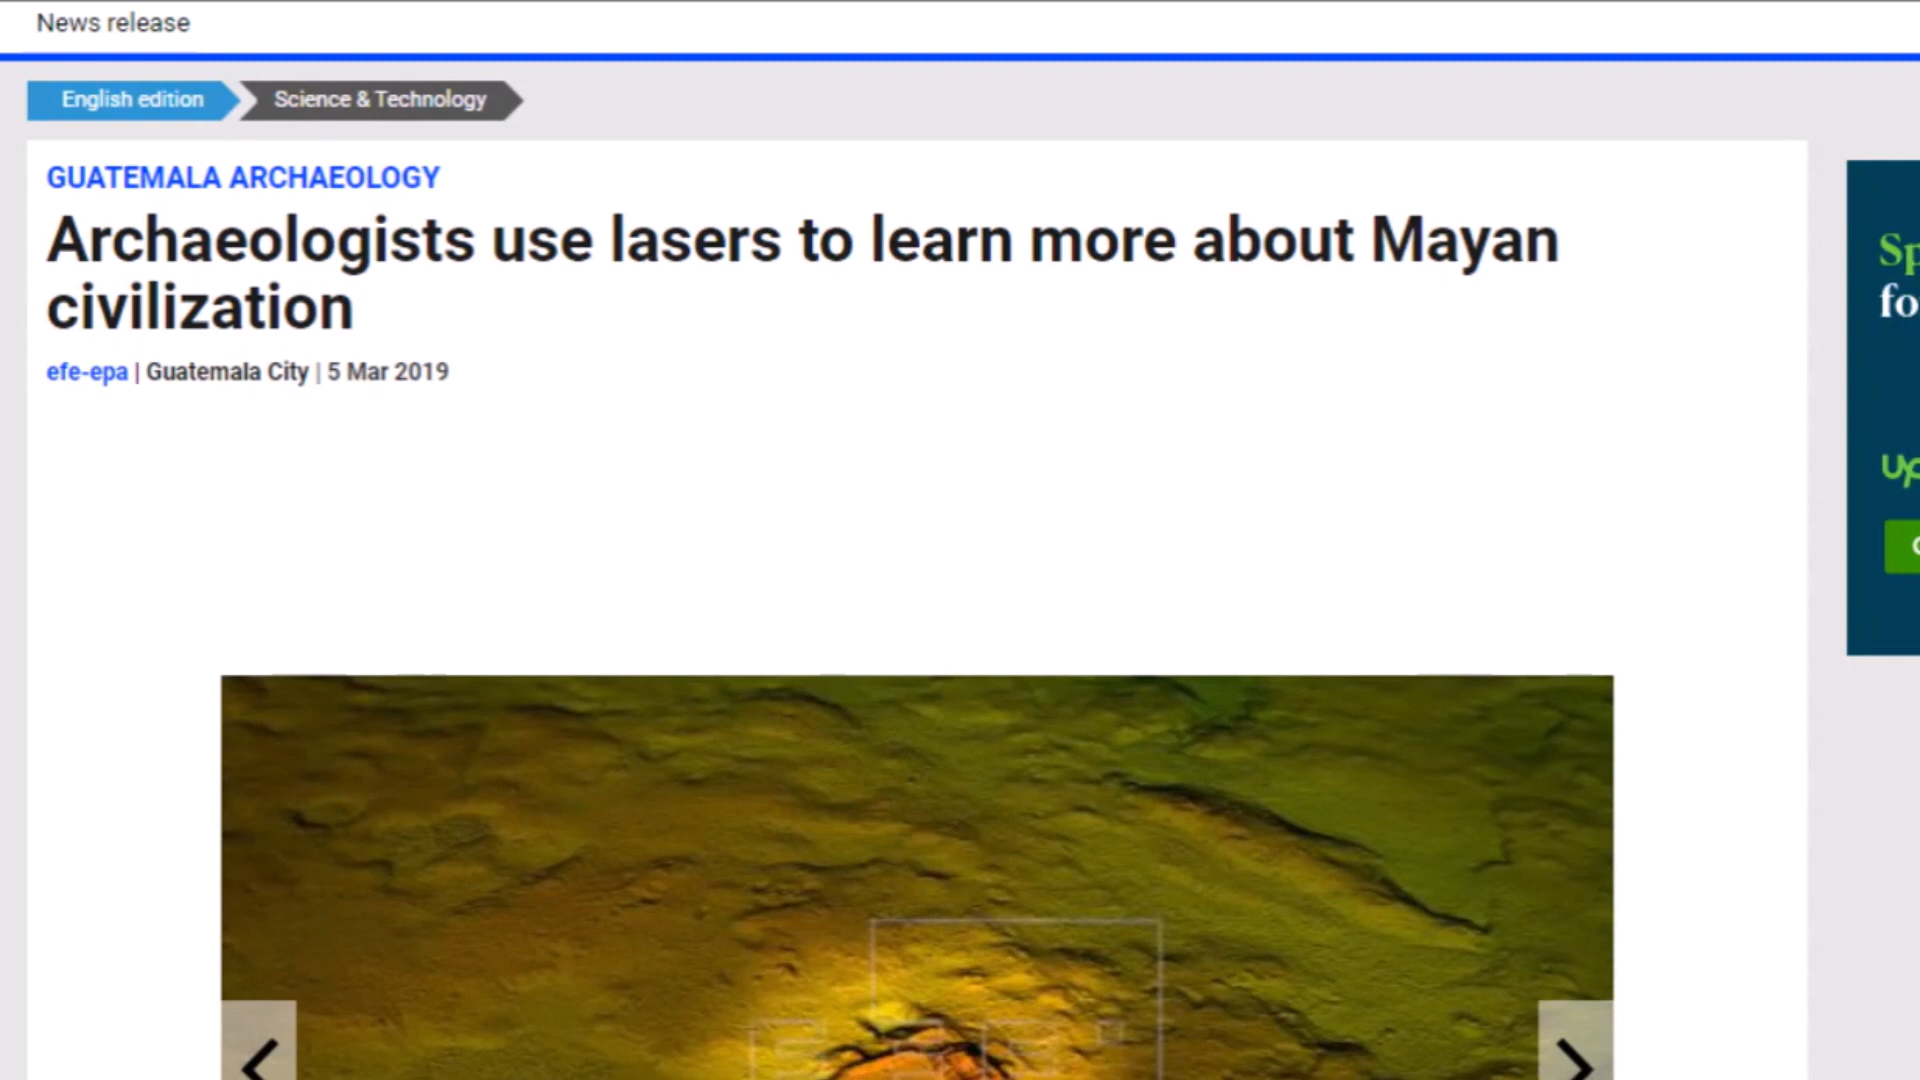 News release
English edition
Science & Technology
GUATEMALA ARCHAEOLOGY
Archaeologists use lasers to learn more about Mayan
civilization
efe-epa | Guatemala City | 5 Mar 2019